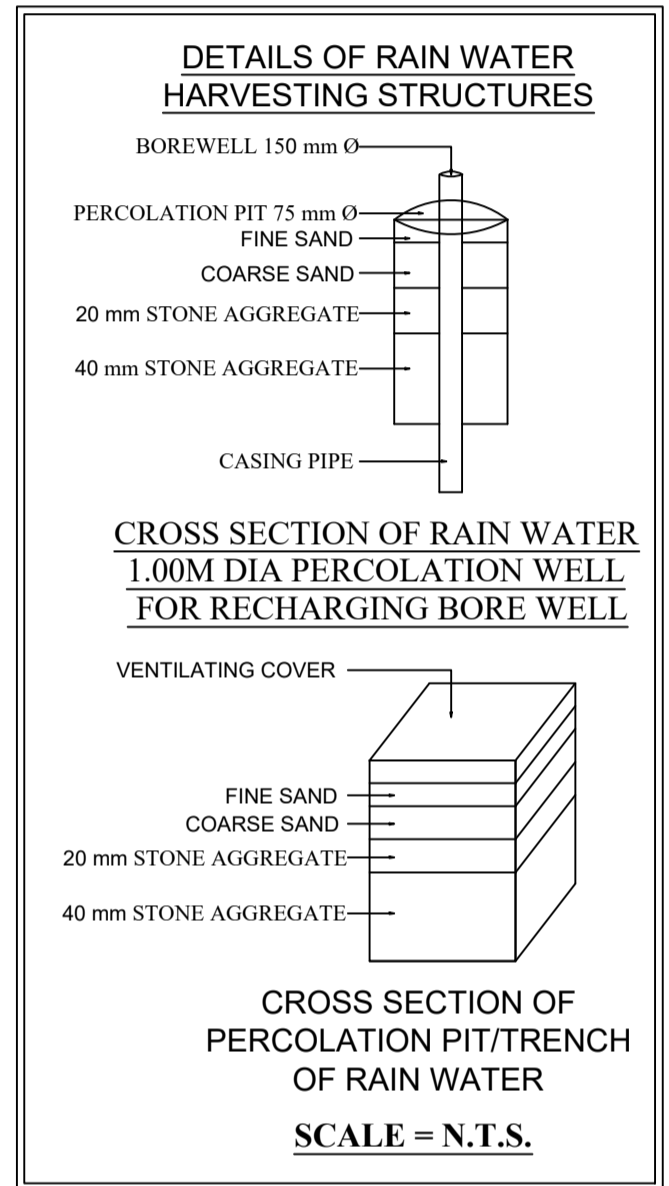 DETAILS OF RAIN WATER
HARVESTING STRUCTURES
BOREWELL 150 mm Ø
PERCOLATION PIT 75 mm Ø
FINE SAND
COARSE SAND
20 mm STONE AGGREGATE
40 mm STONE AGGREGATE
CASING PIPE
CROSS SECTION OF RAIN WATER
1.00M DIA PERCOLATION WELL
FOR RECHARGING BORE WELL
VENTILATING COVER
FINE SAND
COARSE SAND
20 mm STONE AGGREGATE
40 mm STONE AGGREGATE
CROSS SECTION OF
PERCOLATION PIT/TRENCH
OF RAIN WATER
SCALE = N.T.S.